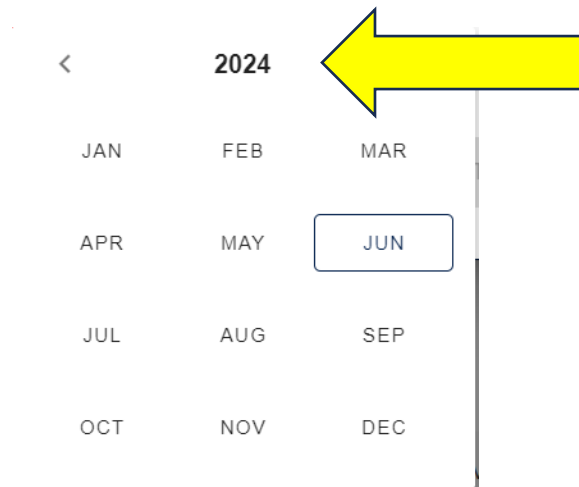 2024
JAN FEB MAR
APR MAY JUN
JUL AUG SEP
OCT NOV DEC